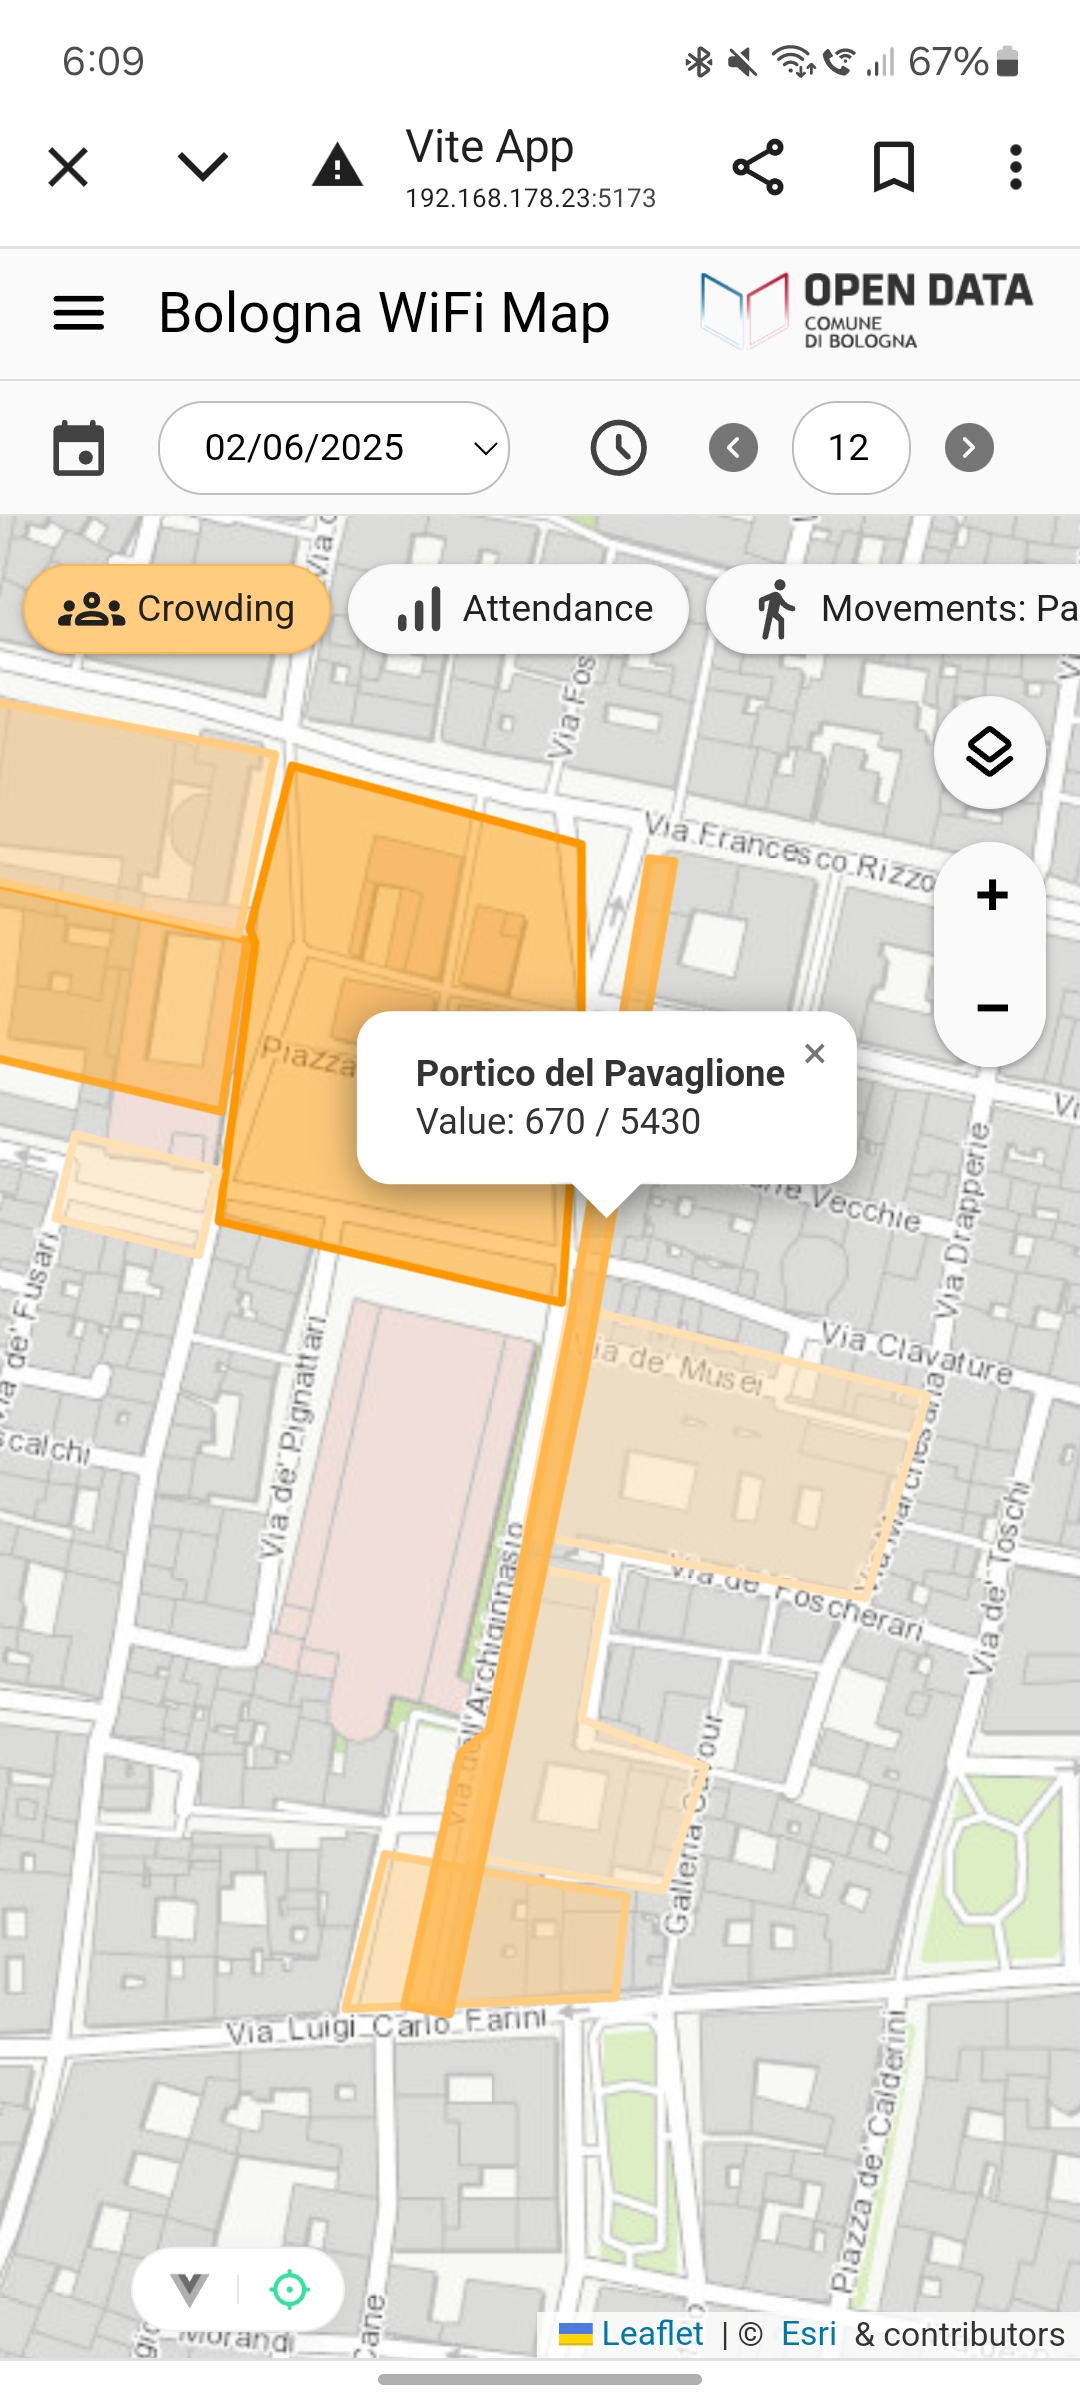 6:09
67%
Vite App
192.168.178.23:5173
Bologna WiFi Map
OPEN DATA
COMUNE
DI BOLOGNA
02/06/2025
12
Crowding
Attendance
Movements: Pa
Via Fos
Via Francesco Rizzo
Piazza
Portico del Pavaglione
Value: 670 / 5430
Vecchie
Via Drapperie
de' Fusari
Via de' Musei
Via Clavature
Via de' Pignattari
scalchi
Via de' Toschi
Via de' Foscherari
Via dell'Archiginnasio
Galleria Cavour
Via Luigi Carlo Farini
Piazza de' Calderini
Morandi
Leaflet | © Esri & contributors